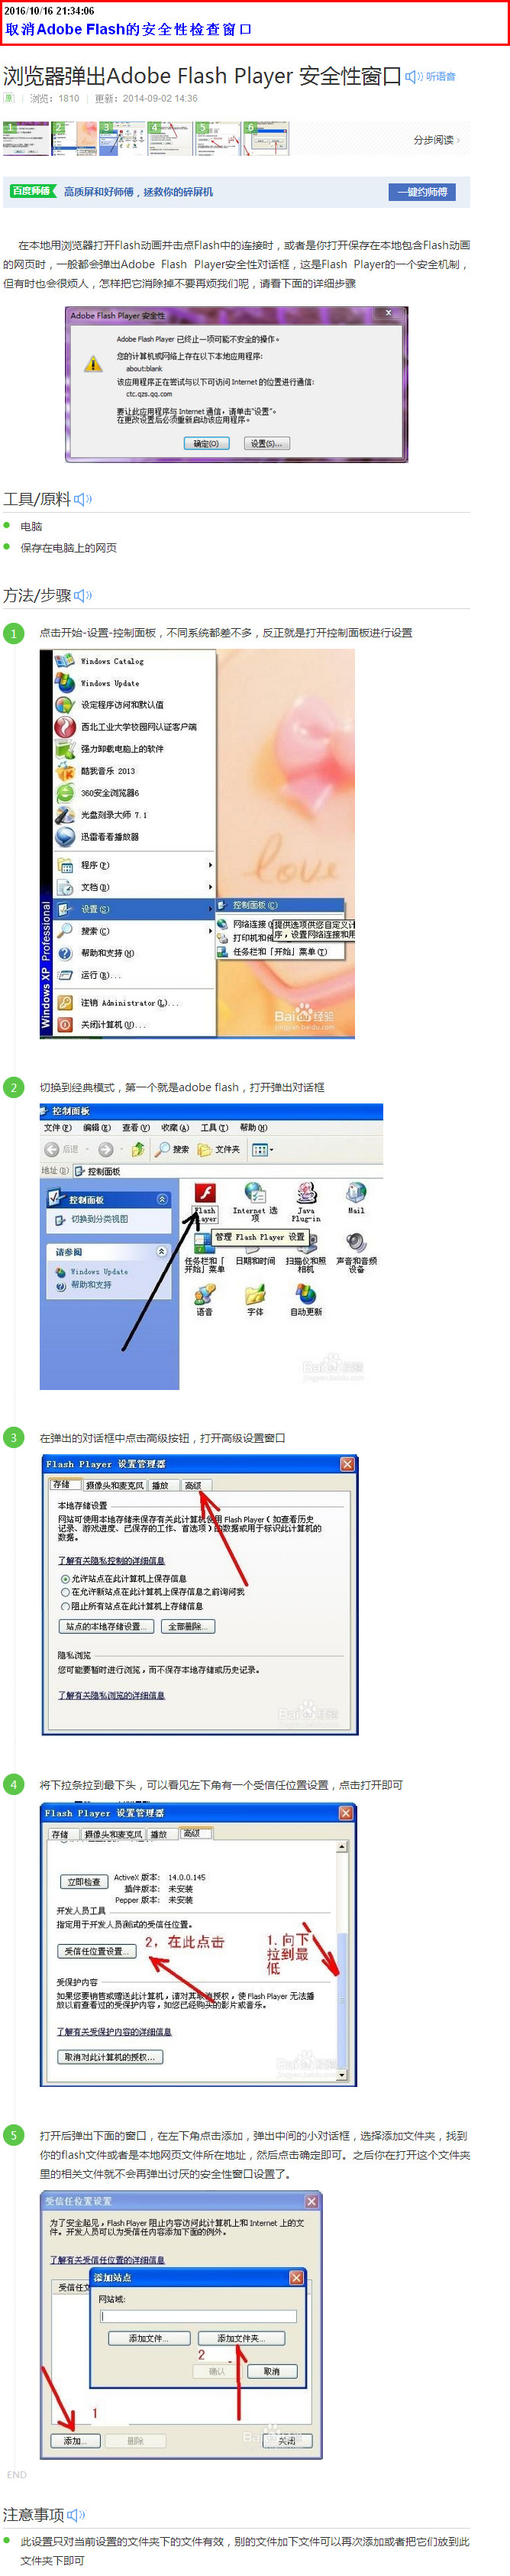 2016/10/16 21:34:06
取消Adobe Flash的安全性检查窗口
浏览器弹出Adobe Flash Player 安全性窗口 听语音
原 | 浏览：1810 | 更新：2014-09-02 14:36
1 2 3 4 5 6
分步阅读
百度师傅 高质屏和好师傅，拯救你的碎屏机 一键约师傅
在本地用浏览器打开Flash动画并击点Flash中的连接时，或者是你打开保存在本地包含Flash动画
的网页时，一般都会弹出Adobe Flash Player安全性对话框，这是Flash Player的一个安全机制，
但有时也会很烦人，怎样把它消除掉不要再烦我们呢，请看下面的详细步骤
Adobe Flash Player 安全性
Adobe Flash Player 已终止一项可能不安全的操作。
您的计算机或网络上存在以下本地应用程序:
about:blank
该应用程序正在尝试与以下可访问 Internet 的位置进行通信:
ctc.qzs.qq.com
要让此应用程序与 Internet 通信，请单击“设置”。
在更改设置后必须重新启动该应用程序。
确定(O) 设置(S)...
工具/原料
电脑
保存在电脑上的网页
方法/步骤
1 点击开始-设置-控制面板，不同系统都差不多，反正就是打开控制面板进行设置
Windows Catalog
Windows Update
设定程序访问和默认值
西北工业大学校园网认证客户端
强力卸载电脑上的软件
酷我音乐 2013
360安全浏览器6
光盘刻录大师 7.1
迅雷看看播放器
程序(P)
文档(D)
设置(S) 控制面板(C)
网络连接(
提供选项供您自定义计
搜索(C) 打印机和传 序，设置网络连接和用
帮助和支持(H) 任务栏和「开始」菜单(T)
运行(R)...
注销 Administrator(L)...
关闭计算机(U)...
Windows XP Professional
love
Baidu经验
jingyan.baidu.com
2 切换到经典模式，第一个就是adobe flash，打开弹出对话框
控制面板
文件(F) 编辑(E) 查看(V) 收藏(A) 工具(T) 帮助(H)
后退 搜索 文件夹
地址(D) 控制面板
控制面板
切换到分类视图
请参阅
Windows Update
帮助和支持
Flash Player Internet 选项 Java Plug-in Mail
管理 Flash Player 设置
任务栏和「开始」菜单 日期和时间 扫描仪和照相机 声音和音频设备
语音 字体 自动更新
Baidu经验
jingyan.baidu.com
3 在弹出的对话框中点击高级按钮，打开高级设置窗口
Flash Player 设置管理器
存储 摄像头和麦克风 播放 高级
本地存储设置
网站可使用本地存储未保存有关此计算机使用 Flash Player ( 如查看历史
记录、游戏进度、已保存的工作、首选项 ) 的数据或用于标识此计算机的
数据。
了解有关隐私控制的详细信息
允许站点在此计算机上保存信息
在允许新站点在此计算机上保存信息之前询问我
阻止所有站点在此计算机上存储信息
站点的本地存储设置... 全部删除...
隐私浏览
您可能要暂时进行浏览，而不保存本地存储或历史记录。
了解有关隐私浏览的详细信息
4 将下拉条拉到最下头，可以看见左下角有一个受信任位置设置，点击打开即可
Flash Player 设置管理器
存储 摄像头和麦克风 播放 高级
立即检查 ActiveX 版本: 14.0.0.145
插件版本: 未安装
Pepper 版本: 未安装
开发人员工具
指定用于开发人员测试的受信任位置。
受信任位置设置...
2，在此点击
1.向下拉到最低
受保护内容
如果您要销售或赠送此计算机，请对其取消授权，使 Flash Player 无法播
放以前查看过的受保护内容，如您已经购买的影片或音乐。
了解有关受保护内容的详细信息
取消对此计算机的授权...
5 打开后弹出下面的窗口，在左下角点击添加，弹出中间的小对话框，选择添加文件夹，找到
你的flash文件或者是本地网页文件所在地址，然后点击确定即可。之后你在打开这个文件夹
里的相关文件就不会再弹出讨厌的安全性窗口设置了。
受信任位置设置
为了安全起见，Flash Player 阻止内容访问此计算机上和 Internet 上的文
件。开发人员可以为受信任内容添加下面的例外。
了解有关受信任位置的详细信息
添加站点
网站域:
添加文件... 添加文件夹...
2
确认 取消
1
添加... 删除 关闭
END
注意事项
此设置只对当前设置的文件夹下的文件有效，别的文件加下文件可以再次添加或者把它们放到此
文件夹下即可